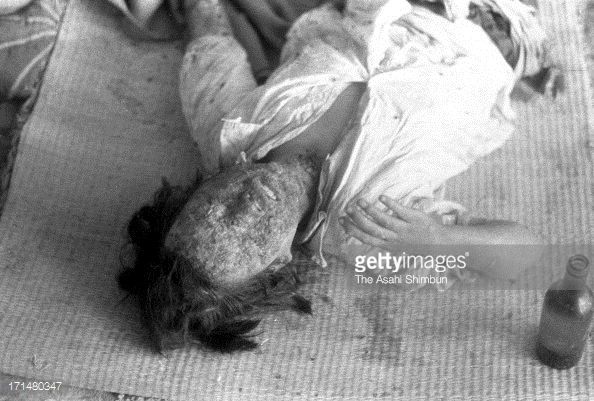 gettyimages®
The Asahi Shimbun
171480347